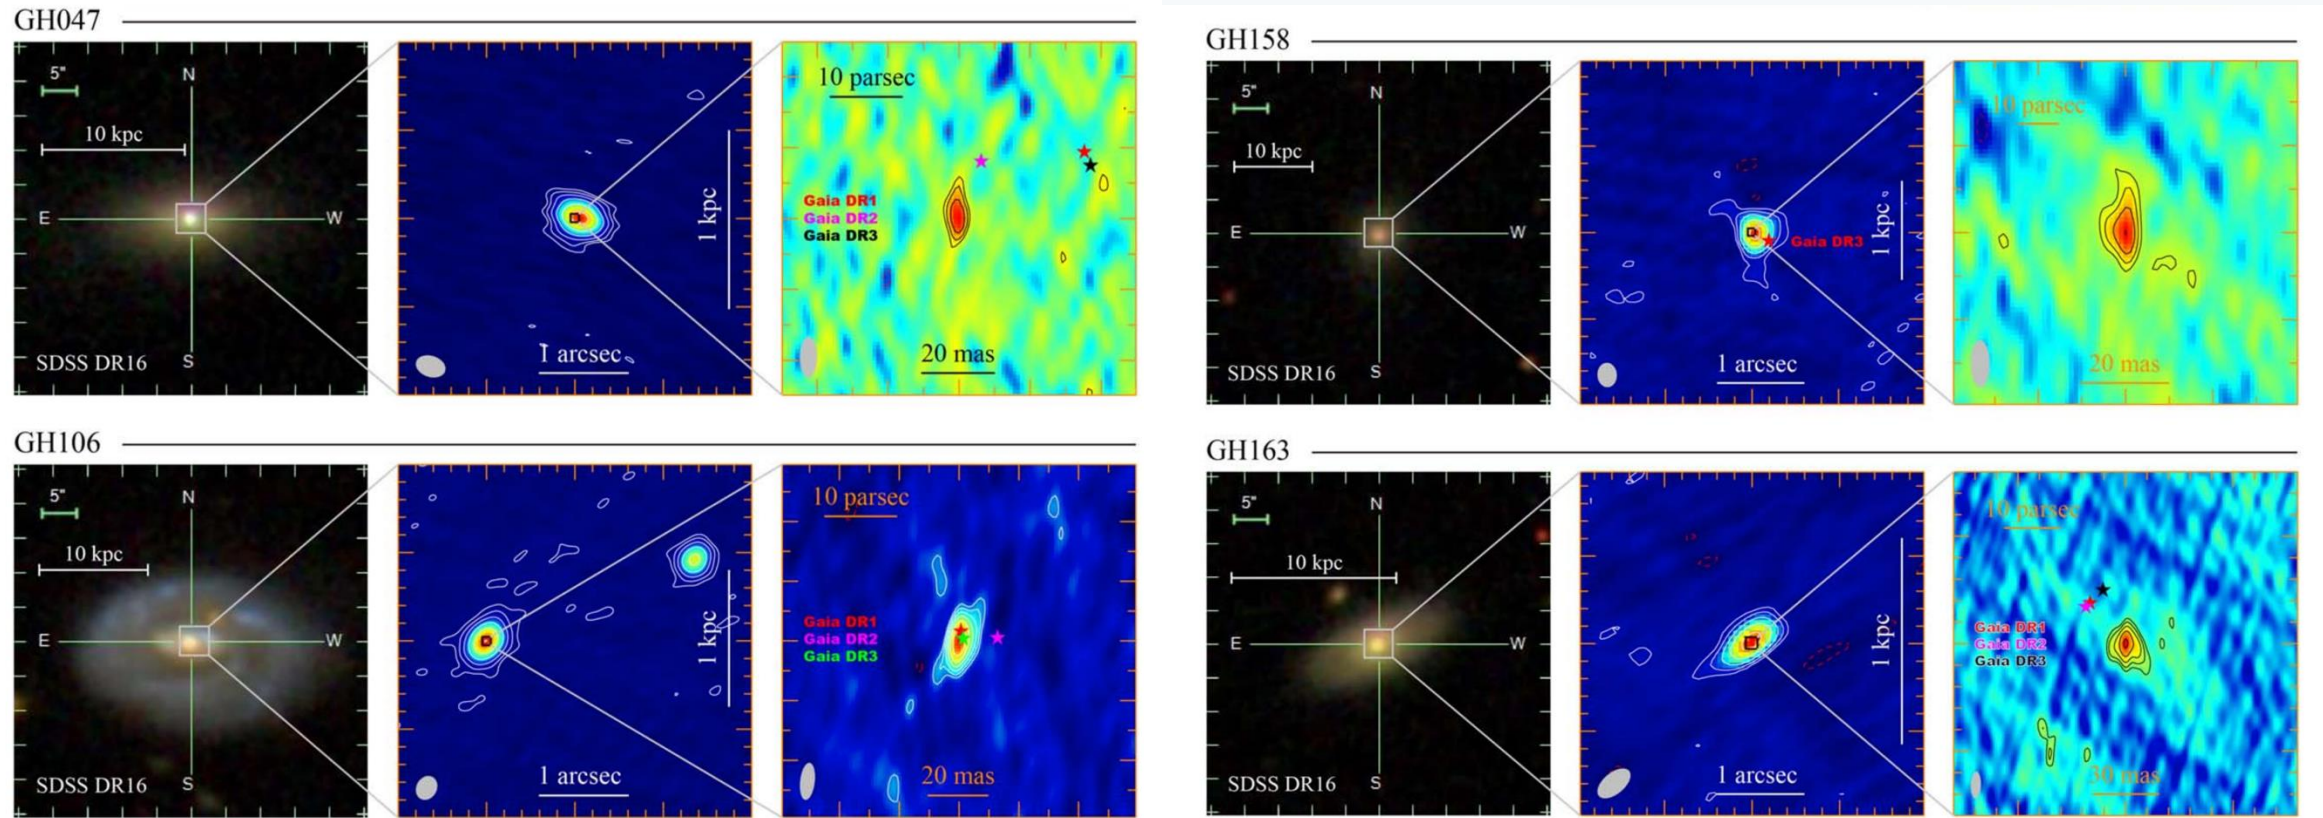 GH047
5"
N
10 kpc
E
W
S
SDSS DR16
1 kpc
1 arcsec
10 parsec
Gaia DR1
Gaia DR2
Gaia DR3
20 mas
GH158
5"
N
10 kpc
E
W
S
SDSS DR16
Gaia DR3
1 kpc
1 arcsec
10 parsec
20 mas
GH106
5"
N
10 kpc
E
W
S
SDSS DR16
1 kpc
1 arcsec
10 parsec
Gaia DR1
Gaia DR2
Gaia DR3
20 mas
GH163
5"
N
10 kpc
E
W
S
SDSS DR16
1 kpc
1 arcsec
10 parsec
Gaia DR1
Gaia DR2
Gaia DR3
30 mas